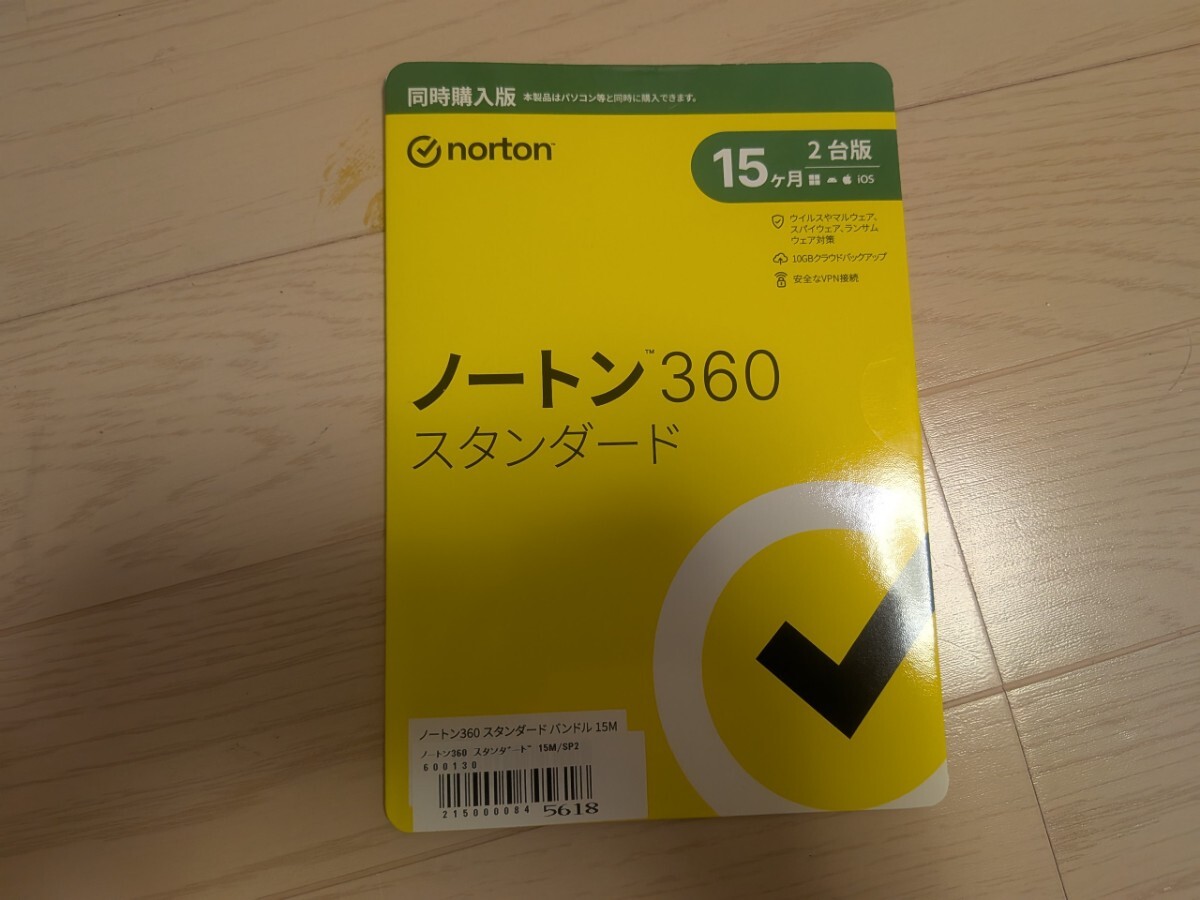 同時購入版 本製品はパソコン等と同時に購入できます。
norton
15ヶ月 2台版
iOS
ウイルスやマルウェア、
スパイウェア、ランサム
ウェア対策
10GBクラウドバックアップ
安全なVPN接続
ノートン™360
スタンダード
ノートン360 スタンダード バンドル 15M
ノートン360 スタンダード 15M/SP2
600130
215000084 5618